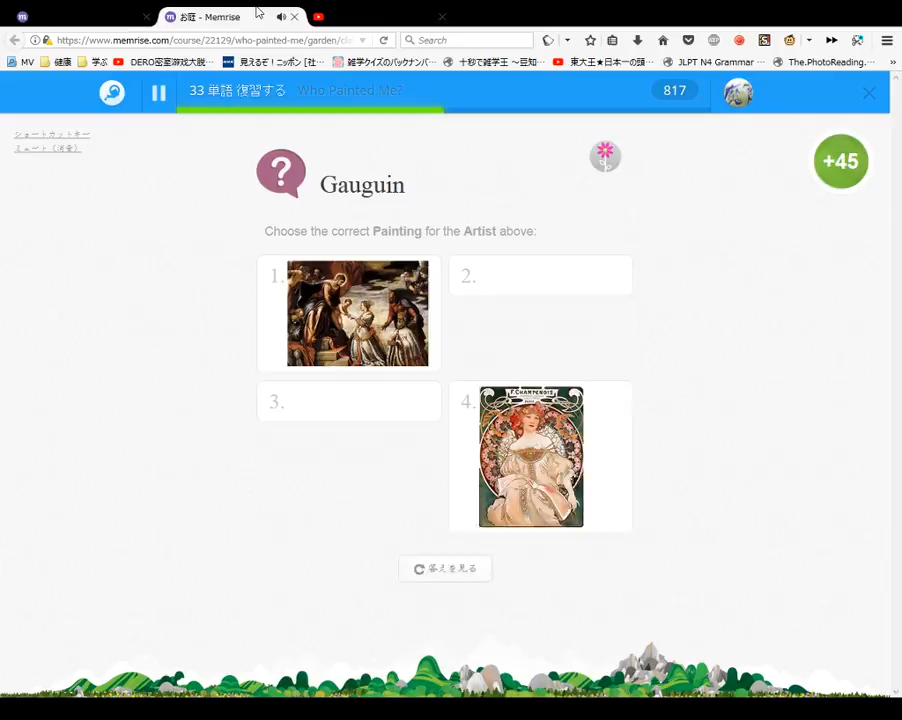 お庭 - Memrise
https://www.memrise.com/course/22129/who-painted-me/garden/cl
Search
MV 健康 学ぶ DERO密室游戏大脱… 見えるぞ！ニッポン [社… 雑学クイズのバックナンバ… 十秒で雑学王 〜豆知… 東大王★日本一の頭… JLPT N4 Grammar … The.PhotoReading.…
33 単語 復習する Who Painted Me? 817
ショートカットキー
ミュート（消音）
+45
? Gauguin
Choose the correct Painting for the Artist above:
1. 2.
3. 4.
F. CHAMPENOIS
答えを見る